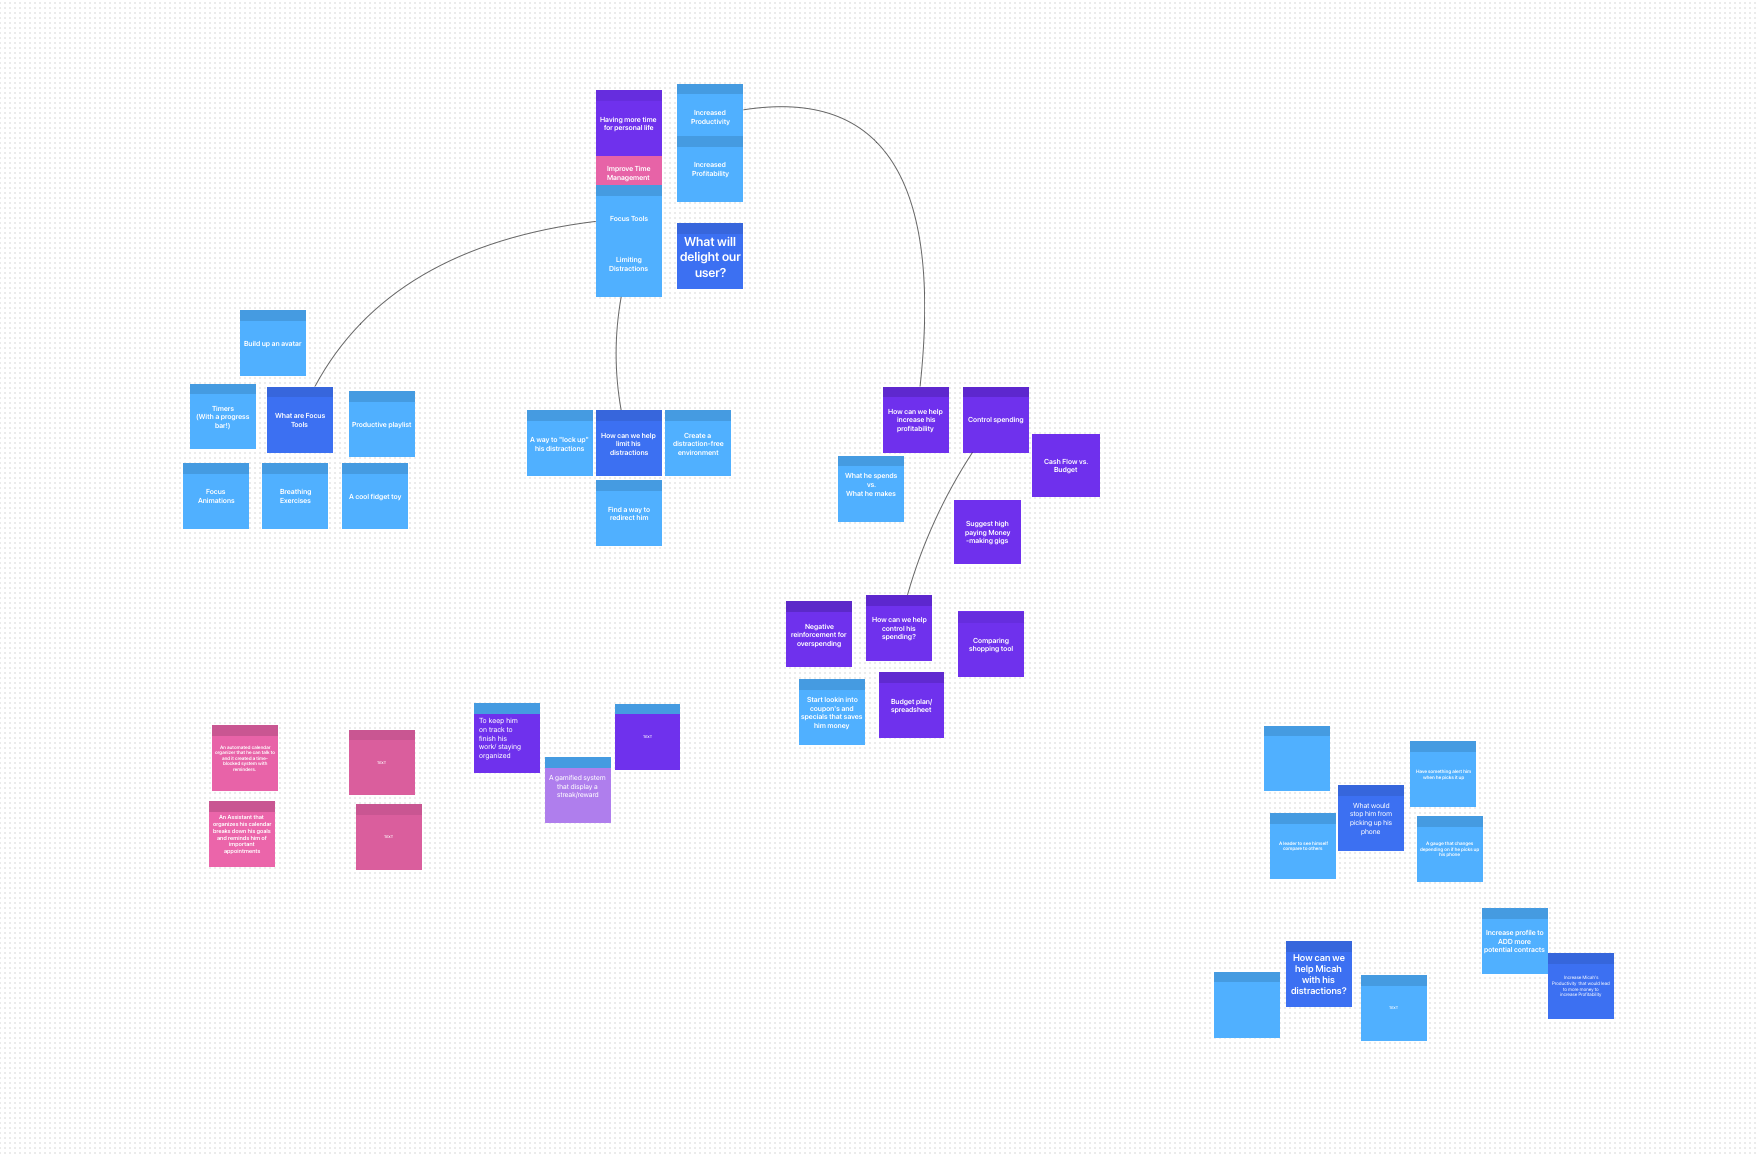 Having more time
for personal life
Increased
Productivity
Improve Time
Management
Increased
Profitability
Focus Tools
Limiting
Distractions
What will
delight our
user?
Build up an avatar
Timers
(With a progress
bar!)
What are Focus
Tools
Productive playlist
Focus
Animations
Breathing
Exercises
A cool fidget toy
A way to "lock up"
his distractions
How can we help
limit his
distractions
Create a
distraction-free
environment
Find a way to
redirect him
How can we help
increase his
profitability
Control spending
Cash Flow vs.
Budget
What he spends
vs.
What he makes
Suggest high
paying Money
-making gigs
Negative
reinforcement for
overspending
How can we help
control his
spending?
Comparing
shopping tool
Start lookin into
coupon's and
specials that saves
him money
Budget plan/
spreadsheet
An automated calendar
organizer that he can talk to
and it created a time-
blocked system with
reminders.
TEXT
An Assistant that
organizes his calendar
breaks down his goals
and reminds him of
important
appointments
TEXT
To keep him
on track to
finish his
work/ staying
organized
A gamified system
that display a
streak/reward
TEXT
Have something alert him
when he picks it up
What would
stop him from
picking up his
phone
A leader to see himself
compare to others
A gauge that changes
depending on if he picks up
his phone
Increase profile to
ADD more
potential contracts
Increase Micah's
Productivity that would lead
to more money to
increase Profitability
How can we
help Micah
with his
distractions?
TEXT